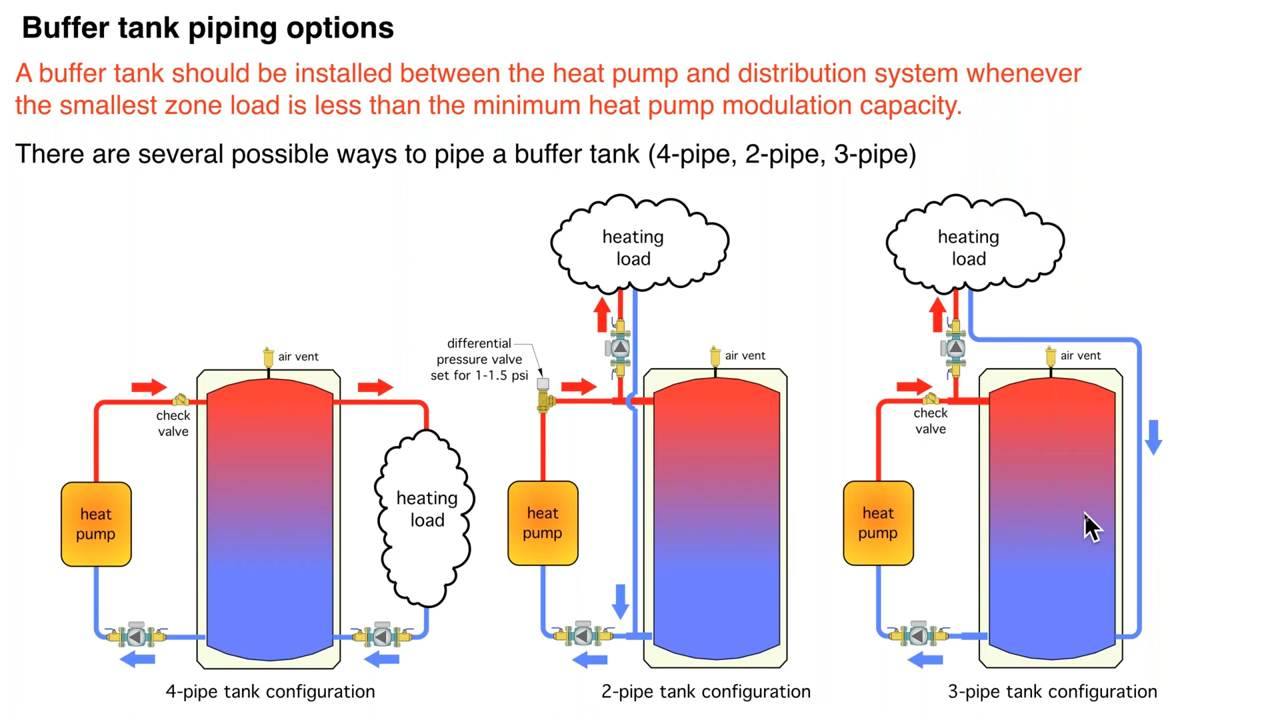 Buffer tank piping options
A buffer tank should be installed between the heat pump and distribution system whenever
the smallest zone load is less than the minimum heat pump modulation capacity.
There are several possible ways to pipe a buffer tank (4-pipe, 2-pipe, 3-pipe)
air vent
check
valve
heat
pump
heating
load
4-pipe tank configuration
heating
load
differential
pressure valve
set for 1-1.5 psi
air vent
heat
pump
2-pipe tank configuration
heating
load
air vent
check
valve
heat
pump
3-pipe tank configuration